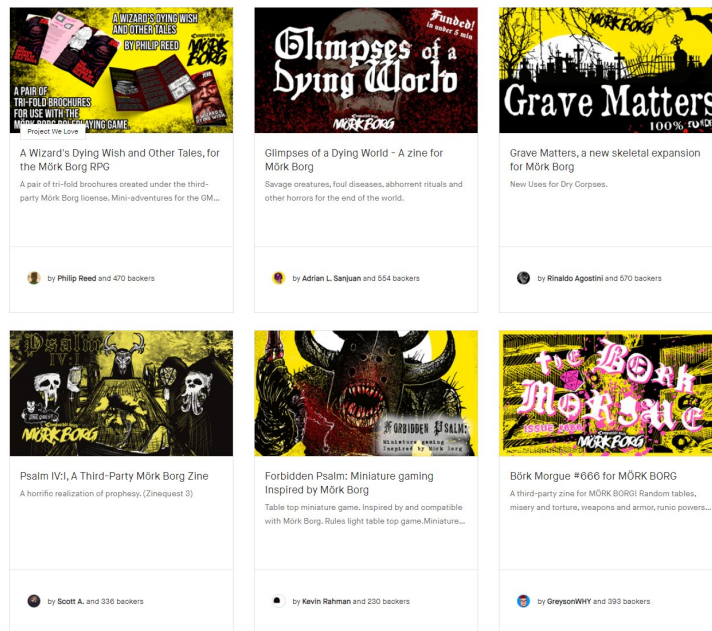 A WIZARD'S DYING WISH
AND OTHER TALES
BY PHILIP REED
Compatible with
MÖRK BORG
A PAIR OF
TRI-FOLD BROCHURES
FOR USE WITH THE
MÖRK BORG ROLEPLAYING GAME
Project We Love
A Wizard's Dying Wish and Other Tales, for
the Mörk Borg RPG
A pair of tri-fold brochures created under the third-
party Mörk Borg license. Mini-adventures for the GM...
by Philip Reed and 470 backers
Funded!
in under 5 min
Glimpses of a
Dying World
MÖRK BORG
Glimpses of a Dying World - A zine for
Mörk Borg
Savage creatures, foul diseases, abhorrent rituals and
other horrors for the end of the world.
by Adrian L. Sanjuan and 554 backers
MÖRK BORG
Grave Matters
100%
Grave Matters, a new skeletal expansion
for Mörk Borg
New Uses for Dry Corpses.
by Rinaldo Agostini and 570 backers
Psalm
IV:I
MÖRK BORG
Psalm IV:I, A Third-Party Mörk Borg Zine
A horrific realization of prophesy. (Zinequest 3)
by Scott A. and 336 backers
FORBIDDEN PSALM:
Miniature gaming
Inspired by Mörk borg
Forbidden Psalm: Miniature gaming
Inspired by Mörk Borg
Table top miniature game. Inspired by and compatible
with Mörk Borg. Rules light table top game.Miniature...
by Kevin Rahman and 230 backers
THE BÖRK
MORGUE
ISSUE
MÖRK BORG
Börk Morgue #666 for MÖRK BORG
A third-party zine for MÖRK BORG! Random tables,
misery and torture, weapons and armor, runic powers...
by GreysonWHY and 393 backers